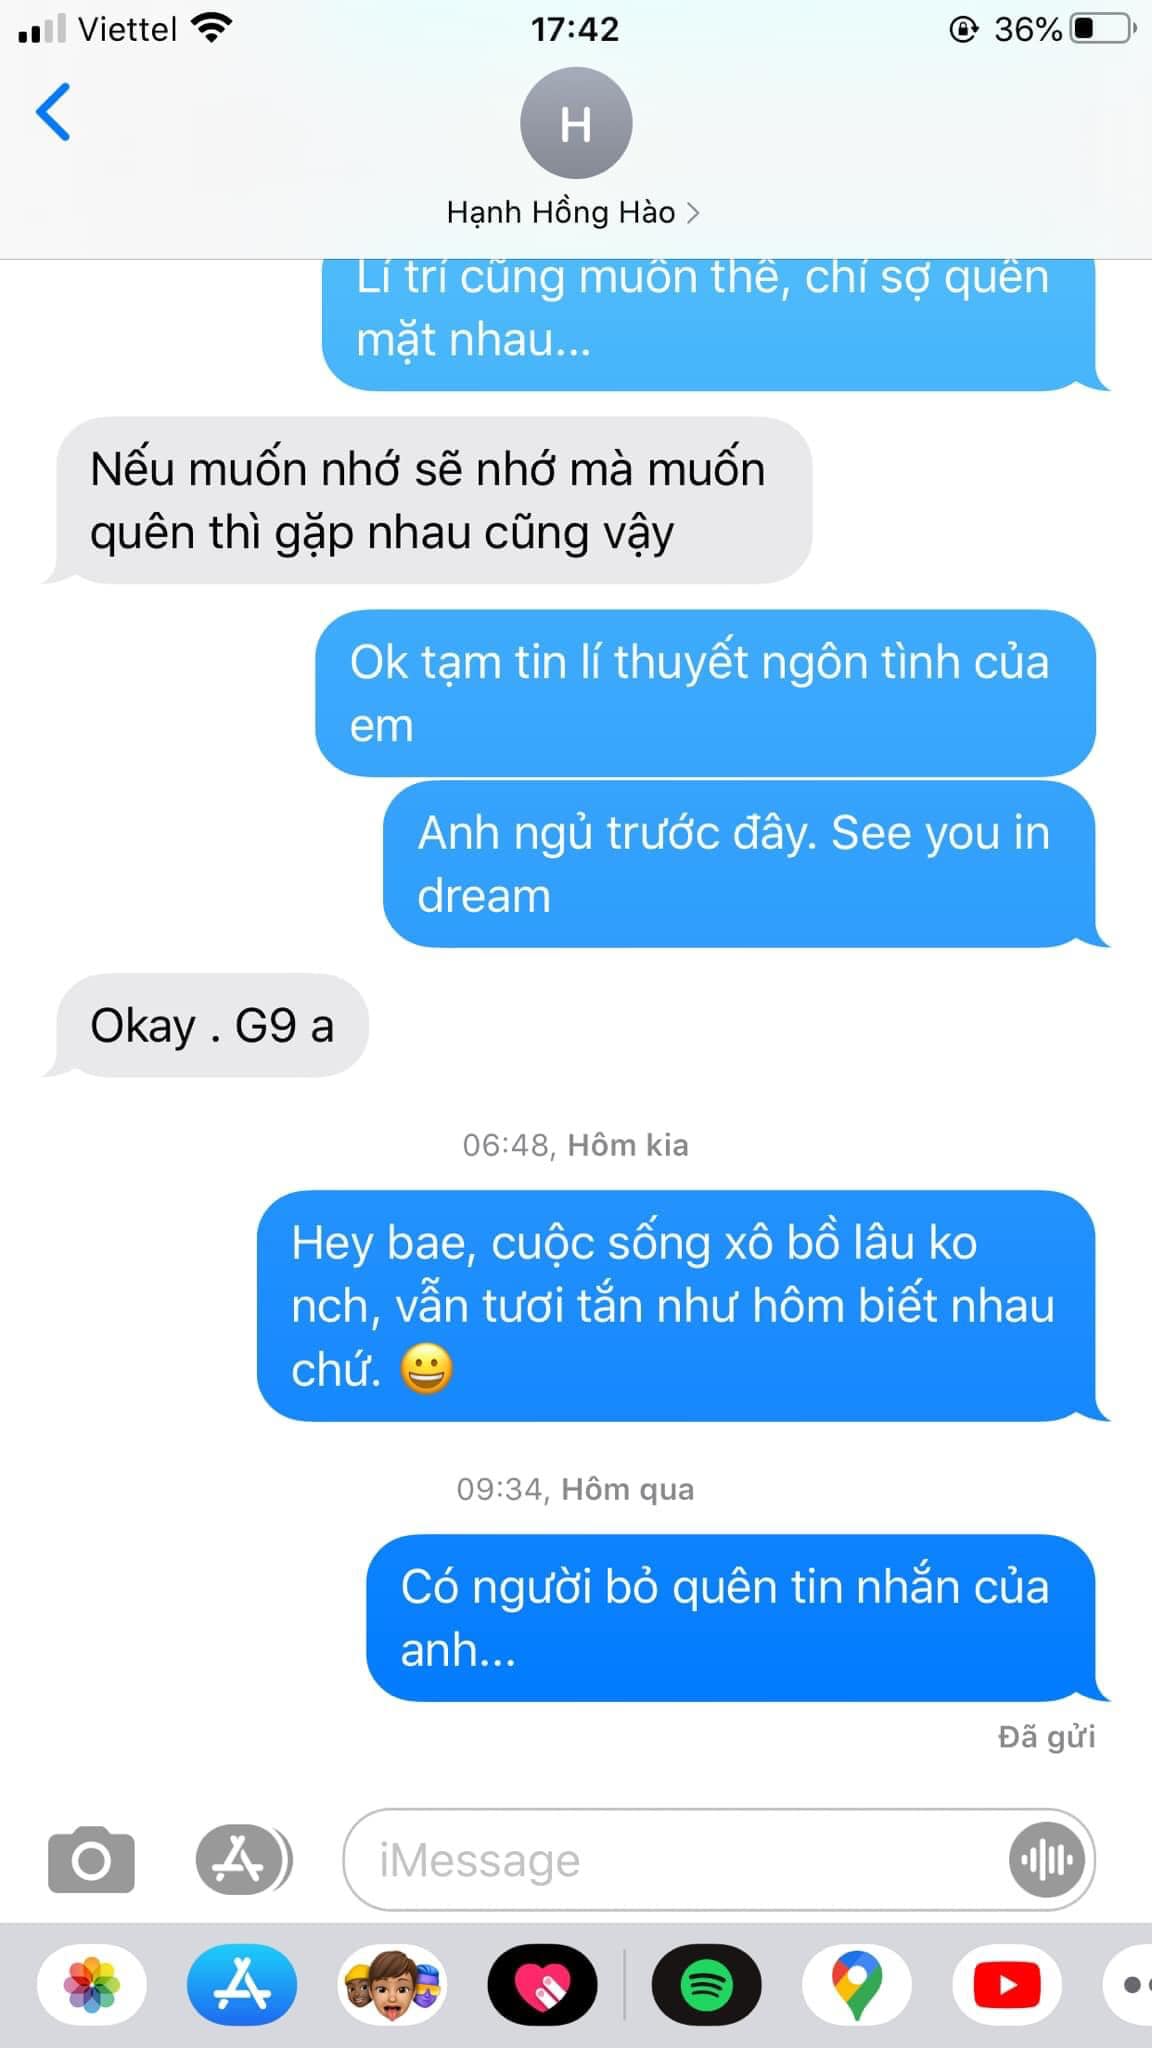 Viettel
17:42
36%
H
Hạnh Hồng Hào
Lí trí cũng muốn thế, chỉ sợ quên
mặt nhau...
Nếu muốn nhớ sẽ nhớ mà muốn
quên thì gặp nhau cũng vậy
Ok tạm tin lí thuyết ngôn tình của
em
Anh ngủ trước đây. See you in
dream
Okay . G9 a
06:48, Hôm kia
Hey bae, cuộc sống xô bồ lâu ko
nch, vẫn tươi tắn như hôm biết nhau
chứ. 😀
09:34, Hôm qua
Có người bỏ quên tin nhắn của
anh...
Đã gửi
iMessage